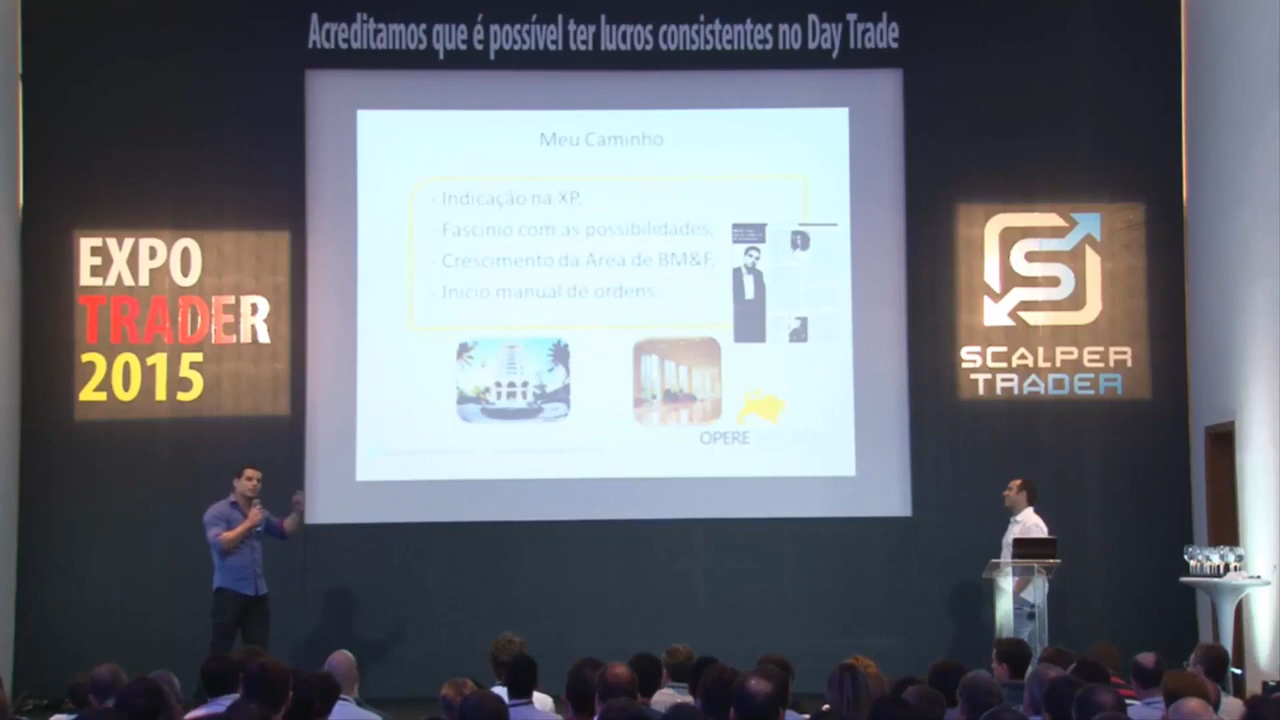 Acreditamos que é possível ter lucros consistentes no Day Trade
Meu Caminho
- Indicação na XP,
- Fascínio com as possibilidades,
- Crescimento da Área de BM&F,
- Início manual de ordens.
OPERE
EXPO
TRADER
2015
SCALPER
TRADER